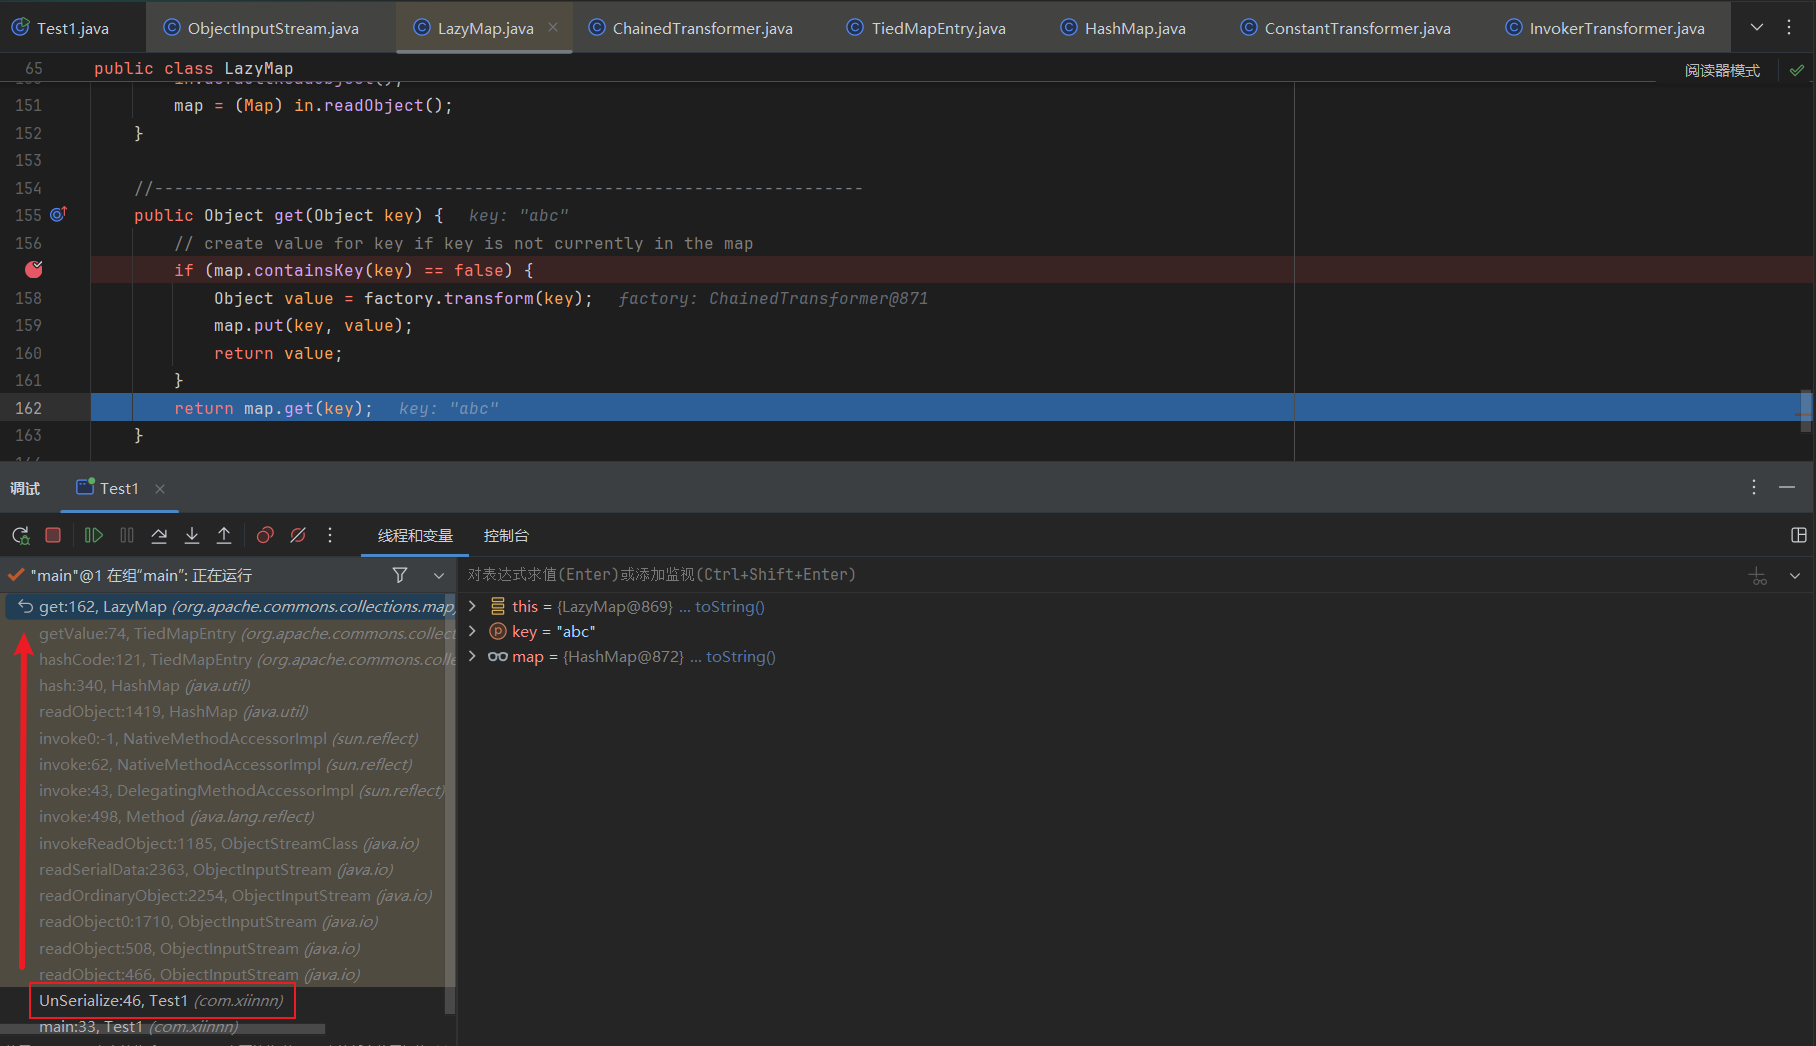 Test1.java ObjectInputStream.java LazyMap.java ChainedTransformer.java TiedMapEntry.java HashMap.java ConstantTransformer.java InvokerTransformer.java
65 public class LazyMap
阅读器模式
151 map = (Map) in.readObject();
152 }
153
154 //-----------------------------------------------------------------------
155 public Object get(Object key) { key: "abc"
156 // create value for key if key is not currently in the map
if (map.containsKey(key) == false) {
158 Object value = factory.transform(key); factory: ChainedTransformer@871
159 map.put(key, value);
160 return value;
161 }
162 return map.get(key); key: "abc"
163 }
调试 Test1
线程和变量 控制台
"main"@1 在组"main": 正在运行
对表达式求值(Enter)或添加监视(Ctrl+Shift+Enter)
get:162, LazyMap (org.apache.commons.collections.map,
getValue:74, TiedMapEntry (org.apache.commons.collect
hashCode:121, TiedMapEntry (org.apache.commons.colle
hash:340, HashMap (java.util)
readObject:1419, HashMap (java.util)
invoke0:-1, NativeMethodAccessorImpl (sun.reflect)
invoke:62, NativeMethodAccessorImpl (sun.reflect)
invoke:43, DelegatingMethodAccessorImpl (sun.reflect)
invoke:498, Method (java.lang.reflect)
invokeReadObject:1185, ObjectStreamClass (java.io)
readSerialData:2363, ObjectInputStream (java.io)
readOrdinaryObject:2254, ObjectInputStream (java.io)
readObject0:1710, ObjectInputStream (java.io)
readObject:508, ObjectInputStream (java.io)
readObject:466, ObjectInputStream (java.io)
UnSerialize:46, Test1 (com.xiinnn)
main:33, Test1 (com.xiinnn)
this = {LazyMap@869} ... toString()
key = "abc"
map = {HashMap@872} ... toString()